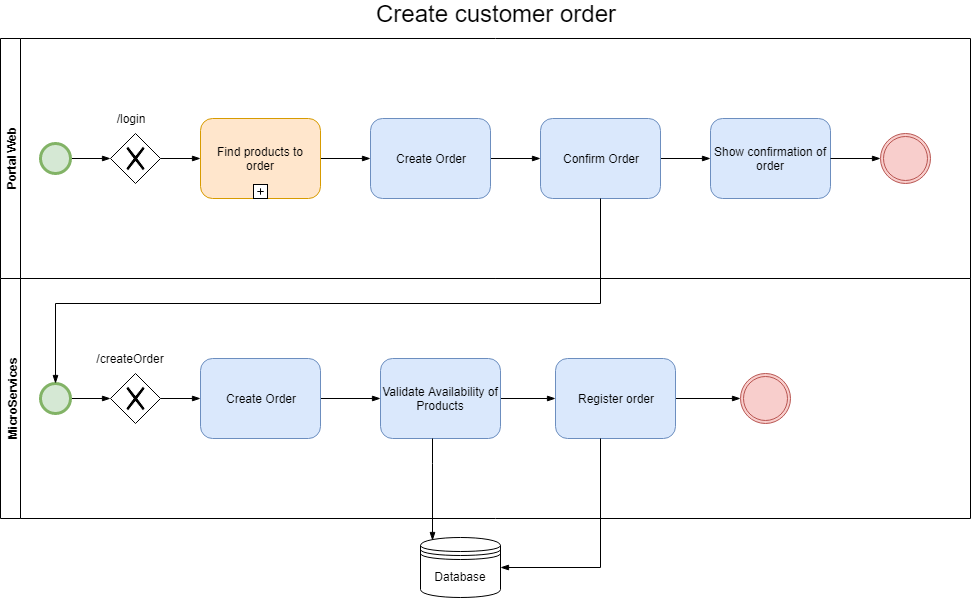 Create customer order
Portal Web
/login
Find products to
order
Create Order
Confirm Order
Show confirmation of
order
MicroServices
/createOrder
Create Order
Validate Availability of
Products
Register order
Database